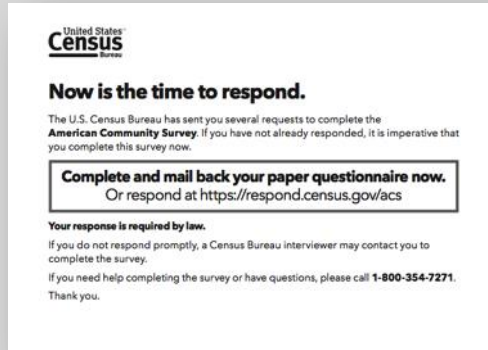 United States™
Census
Bureau
Now is the time to respond.
The U.S. Census Bureau has sent you several requests to complete the
American Community Survey. If you have not already responded, it is imperative that
you complete this survey now.
Complete and mail back your paper questionnaire now.
Or respond at https://respond.census.gov/acs
Your response is required by law.
If you do not respond promptly, a Census Bureau interviewer may contact you to
complete the survey.
If you need help completing the survey or have questions, please call 1-800-354-7271.
Thank you.